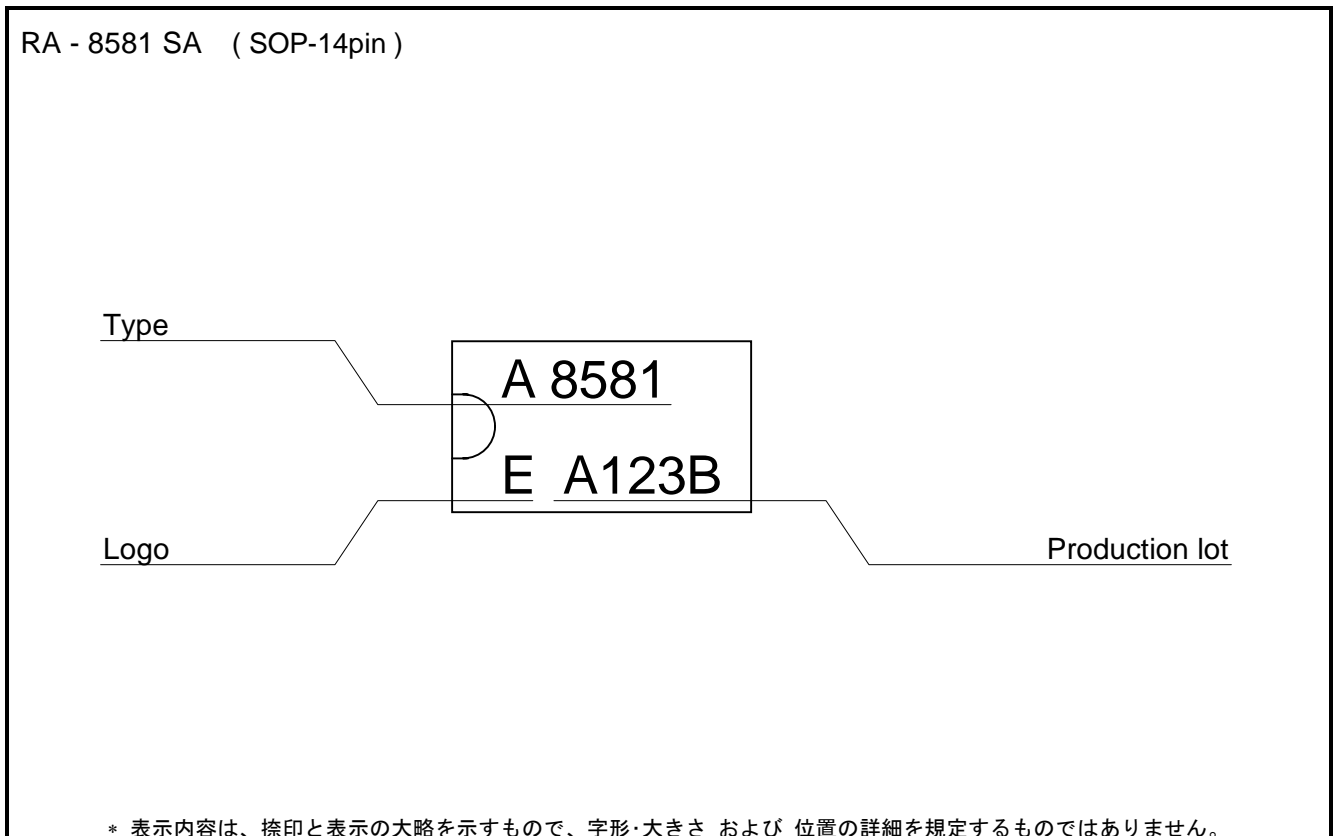 RA - 8581 SA ( SOP-14pin )
Type
A 8581
E A123B
Logo
Production lot
* 表示内容は、捺印と表示の大略を示すもので、字形･大きさ および 位置の詳細を規定するものではありません。